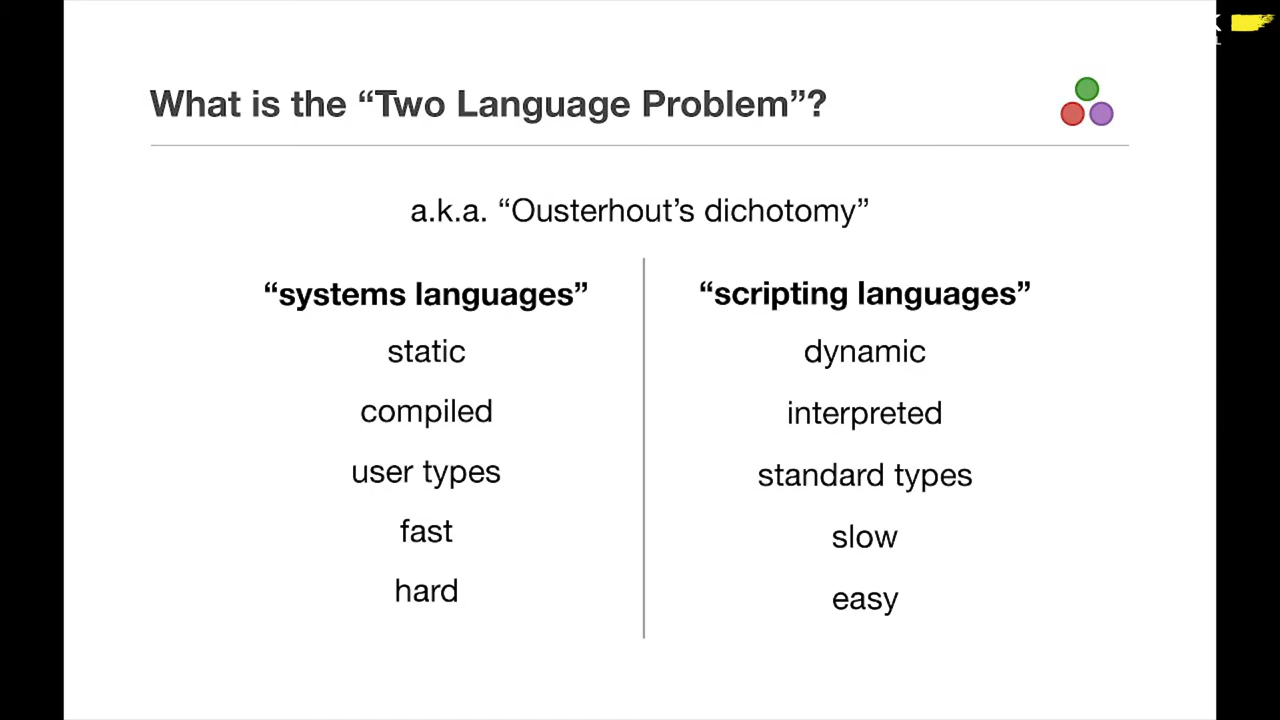 What is the “Two Language Problem”?
a.k.a. “Ousterhout’s dichotomy”
“systems languages”
static
compiled
user types
fast
hard
“scripting languages”
dynamic
interpreted
standard types
slow
easy